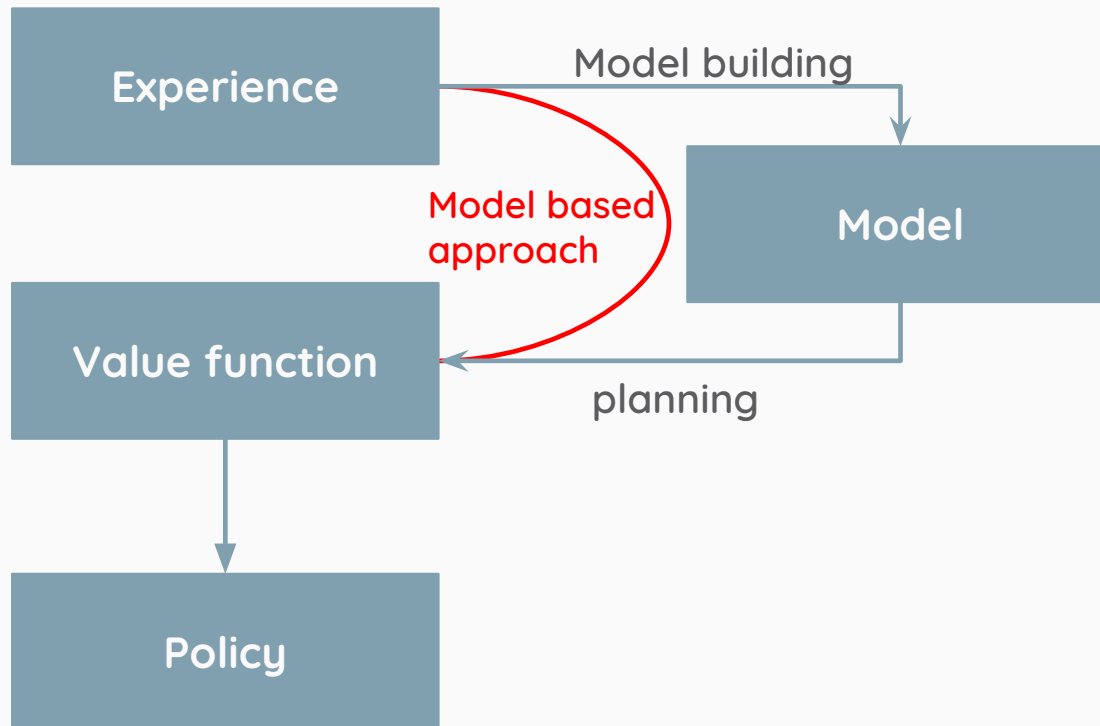 Experience
Model building
Model based
approach
Model
Value function
planning
Policy